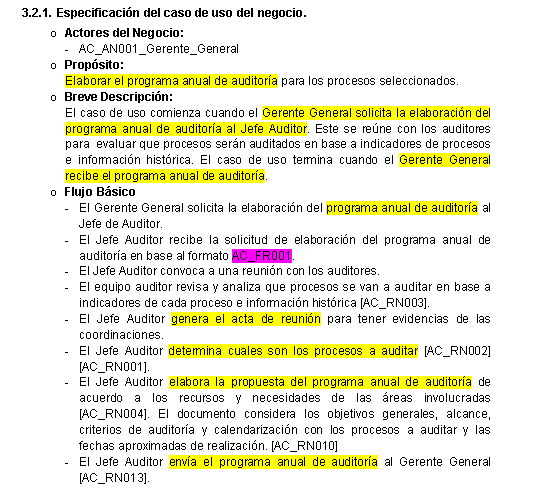 3.2.1. Especificación del caso de uso del negocio.
o Actores del Negocio:
- AC_AN001_Gerente_General
o Propósito:
Elaborar el programa anual de auditoría para los procesos seleccionados.
o Breve Descripción:
El caso de uso comienza cuando el Gerente General solicita la elaboración del
programa anual de auditoría al Jefe Auditor. Este se reúne con los auditores
para evaluar que procesos serán auditados en base a indicadores de procesos
e información histórica. El caso de uso termina cuando el Gerente General
recibe el programa anual de auditoría.
o Flujo Básico
- El Gerente General solicita la elaboración del programa anual de auditoría al
Jefe de Auditor.
- El Jefe Auditor recibe la solicitud de elaboración del programa anual de
auditoría en base al formato AC_FR001.
- El Jefe Auditor convoca a una reunión con los auditores.
- El equipo auditor revisa y analiza que procesos se van a auditar en base a
indicadores de cada proceso e información histórica [AC_RN003].
- El Jefe Auditor genera el acta de reunión para tener evidencias de las
coordinaciones.
- El Jefe Auditor determina cuales son los procesos a auditar [AC_RN002]
[AC_RN001].
- El Jefe Auditor elabora la propuesta del programa anual de auditoría de
acuerdo a los recursos y necesidades de las áreas involucradas
[AC_RN004]. El documento considera los objetivos generales, alcance,
criterios de auditoría y calendarización con los procesos a auditar y las
fechas aproximadas de realización. [AC_RN010]
- El Jefe Auditor envía el programa anual de auditoría al Gerente General
[AC_RN013].